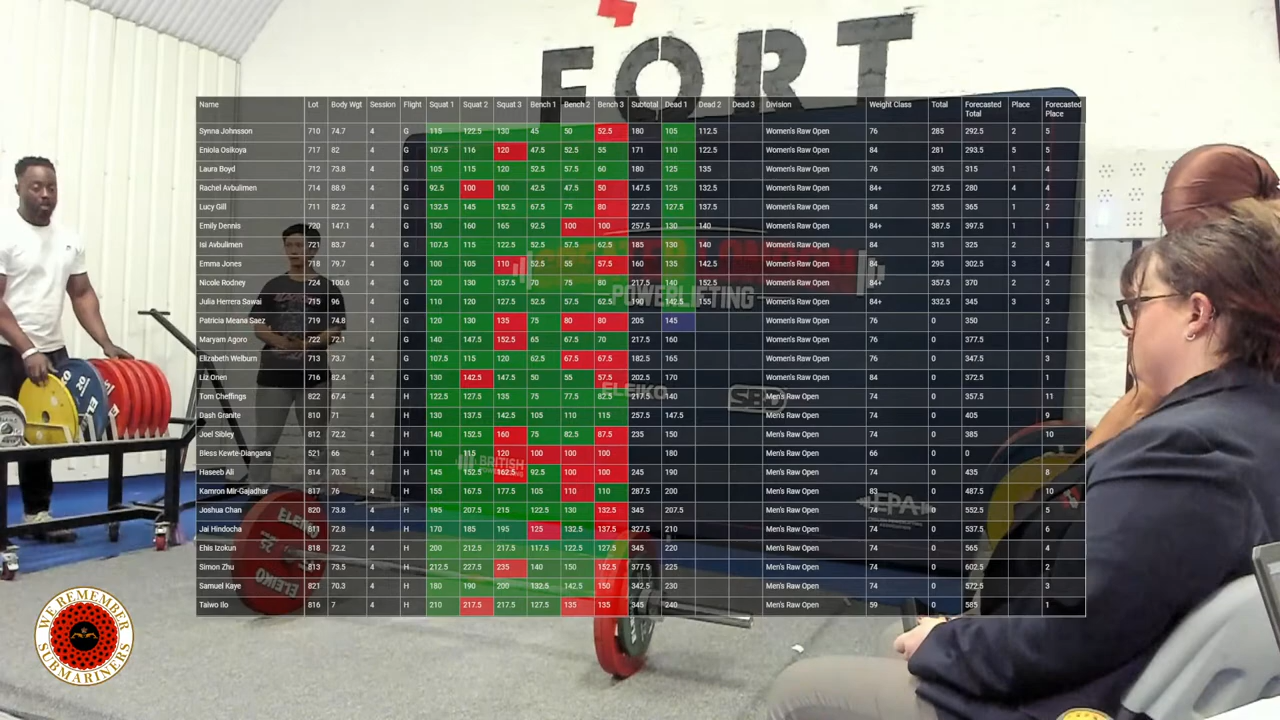 FORT
Name Lot Body Wgt Session Flight Squat 1 Squat 2 Squat 3 Bench 1 Bench 2 Bench 3 Subtotal Dead 1 Dead 2 Dead 3 Division Weight Class Total Forecasted Total Place Forecasted Place
Synna Johnsson 710 74.7 4 G 115 122.5 130 45 50 52.5 180 105 112.5 Women's Raw Open 76 285 292.5 2 5
Eniola Osikoya 717 82 4 G 107.5 116 120 47.5 52.5 55 171 110 122.5 Women's Raw Open 84 281 293.5 5 5
Laura Boyd 712 73.8 4 G 105 115 120 52.5 57.5 60 180 125 135 Women's Raw Open 76 305 315 1 4
Rachel Avbulimen 714 88.9 4 G 92.5 100 100 42.5 47.5 50 147.5 125 132.5 Women's Raw Open 84+ 272.5 280 4 4
Lucy Gill 711 82.2 4 G 132.5 145 152.5 67.5 75 80 227.5 127.5 137.5 Women's Raw Open 84 355 365 1 2
Emily Dennis 720 147.1 4 G 150 160 165 92.5 100 100 257.5 130 140 Women's Raw Open 84+ 387.5 397.5 1 1
Isi Avbulimen 721 83.7 4 G 107.5 115 122.5 52.5 57.5 62.5 185 130 140 Women's Raw Open 84 315 325 2 3
Emma Jones 718 79.7 4 G 100 105 110 52.5 55 57.5 160 135 142.5 Women's Raw Open 84 295 302.5 3 4
Nicole Rodney 724 100.6 4 G 120 130 137.5 70 75 80 217.5 140 152.5 Women's Raw Open 84+ 357.5 370 2 2
Julia Herrera Sawai 715 96 4 G 110 120 127.5 52.5 57.5 62.5 190 142.5 155 Women's Raw Open 84+ 332.5 345 3 3
Patricia Meana Saez 719 74.8 4 G 120 130 135 75 80 80 205 145 Women's Raw Open 76 0 350 2
Maryam Agoro 722 72.1 4 G 140 147.5 152.5 65 67.5 70 217.5 160 Women's Raw Open 76 0 377.5 1
Elizabeth Welburn 713 73.7 4 G 107.5 115 120 62.5 67.5 67.5 182.5 165 Women's Raw Open 76 0 347.5 3
Liz Onen 716 82.4 4 G 130 142.5 147.5 50 55 57.5 202.5 170 Women's Raw Open 84 0 372.5 1
Tom Cheffings 822 67.4 4 H 122.5 127.5 135 75 77.5 82.5 217.5 140 Men's Raw Open 74 0 357.5 11
Dash Granite 810 71 4 H 130 137.5 142.5 105 110 115 257.5 147.5 Men's Raw Open 74 0 405 9
Joel Sibley 812 72.2 4 H 140 152.5 160 75 82.5 87.5 235 150 Men's Raw Open 74 0 385 10
Bless Kewte-Diangana 521 66 4 H 110 115 120 100 100 100 180 Men's Raw Open 66 0 0
Haseeb Ali 814 70.5 4 H 145 152.5 162.5 92.5 100 100 245 190 Men's Raw Open 74 0 435 8
Kamron Mir-Gajadhar 817 76 4 H 155 167.5 177.5 105 110 110 287.5 200 Men's Raw Open 83 0 487.5 10
Joshua Chan 820 73.8 4 H 195 207.5 215 122.5 130 132.5 345 207.5 Men's Raw Open 74 0 552.5 5
Jai Hindocha 811 72.8 4 H 170 185 195 125 132.5 137.5 327.5 210 Men's Raw Open 74 0 537.5 6
Ehis Izokun 818 72.2 4 H 200 212.5 217.5 117.5 122.5 127.5 345 220 Men's Raw Open 74 0 565 4
Simon Zhu 813 73.5 4 H 212.5 227.5 235 140 150 152.5 377.5 225 Men's Raw Open 74 0 602.5 2
Samuel Kaye 821 70.3 4 H 180 190 200 132.5 142.5 150 342.5 230 Men's Raw Open 74 0 572.5 3
Taiwo Ilo 816 7 4 H 210 217.5 217.5 127.5 135 135 345 240 Men's Raw Open 59 0 585 1
POWERLIFTING
ELEIKO
SBD
BRITISH
EPA
ELEIKO
25
ELEIKO
WE REMEMBER
SUBMARINERS